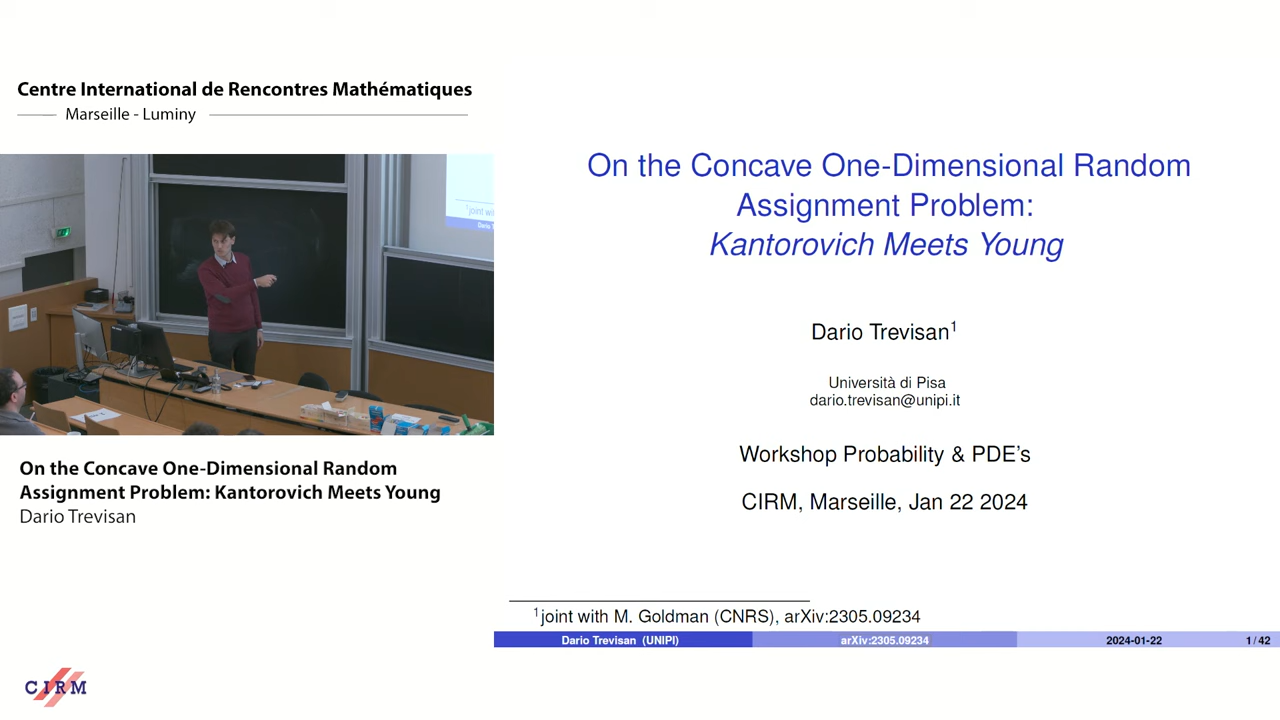 Centre International de Rencontres Mathématiques
Marseille - Luminy
On the Concave One-Dimensional Random
Assignment Problem: Kantorovich Meets Young
Dario Trevisan
CIRM
On the Concave One-Dimensional Random
Assignment Problem:
Kantorovich Meets Young
Dario Trevisan1
Università di Pisa
dario.trevisan@unipi.it
Workshop Probability & PDE's
CIRM, Marseille, Jan 22 2024
1joint with M. Goldman (CNRS), arXiv:2305.09234
Dario Trevisan (UNIPI) arXiv:2305.09234 2024-01-22 1 / 42